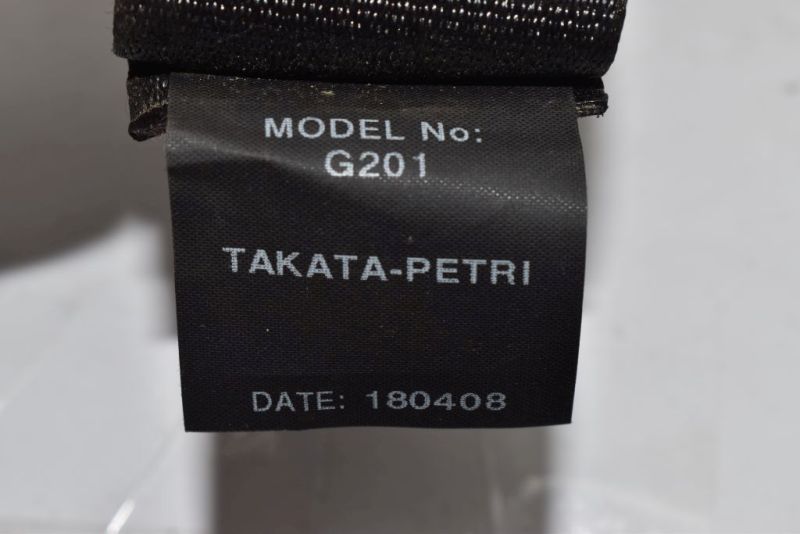 MODEL No:
G201
TAKATA-PETRI
DATE: 180408